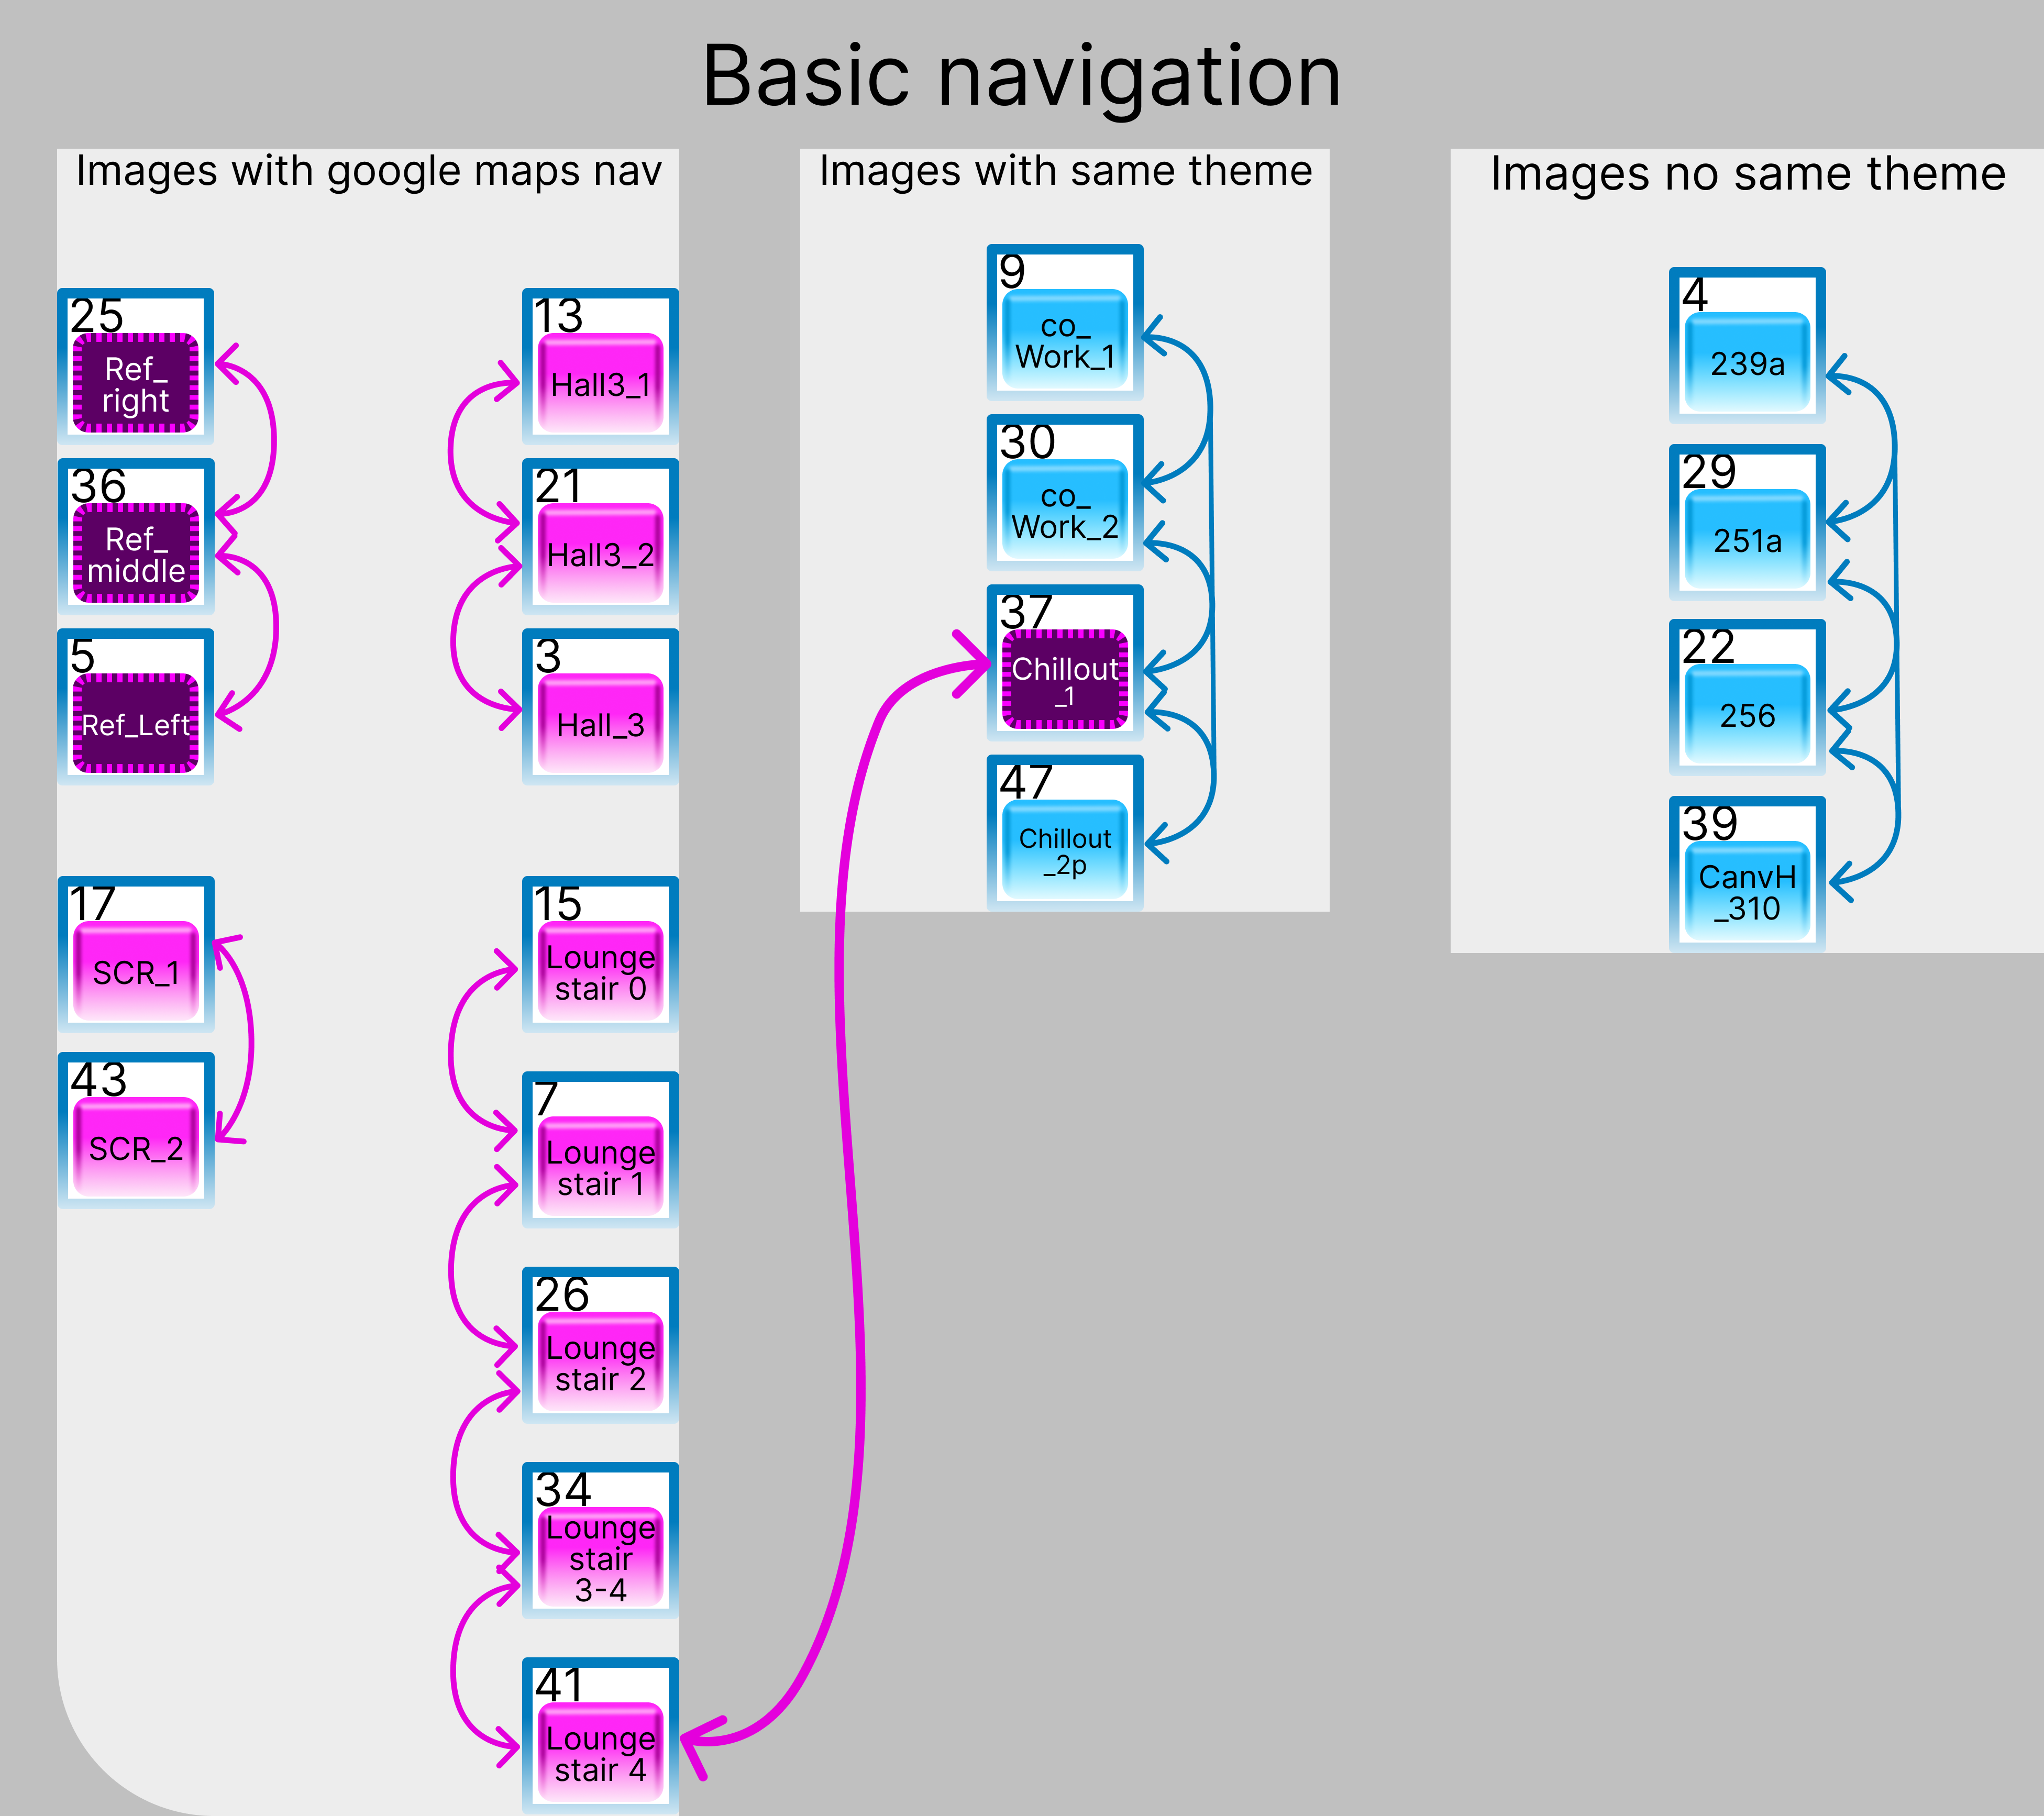 Basic navigation
Images with google maps nav
25
Ref_
right
36
Ref_
middle
5
Ref_Left
13
Hall3_1
21
Hall3_2
3
Hall_3
17
SCR_1
43
SCR_2
15
Lounge
stair 0
7
Lounge
stair 1
26
Lounge
stair 2
34
Lounge
stair
3-4
41
Lounge
stair 4
Images with same theme
9
co_
Work_1
30
co_
Work_2
37
Chillout
_1
47
Chillout
_2p
Images no same theme
4
239a
29
251a
22
256
39
CanvH
_310